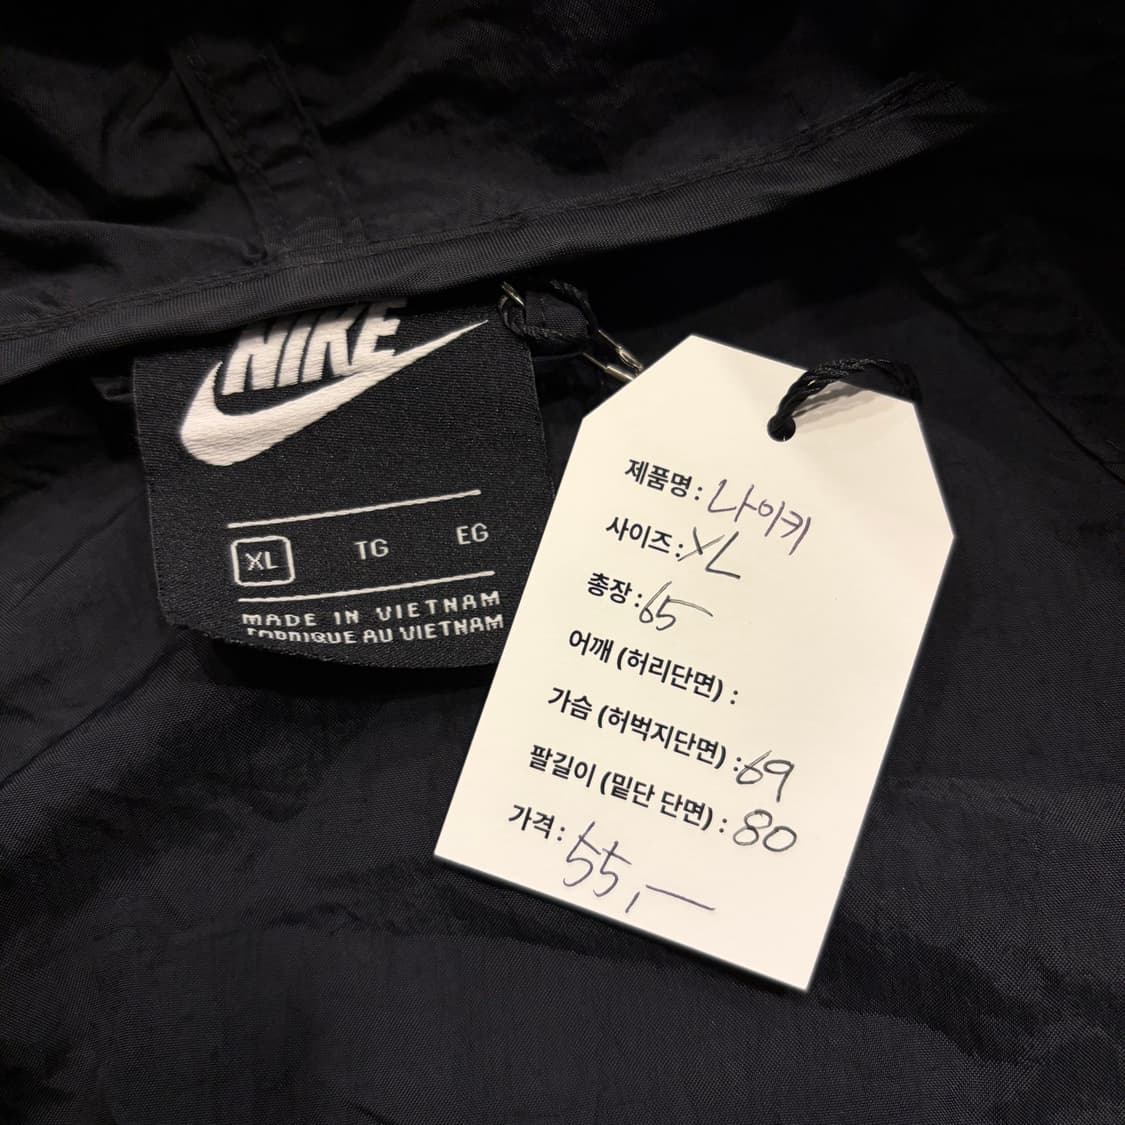 NIKE
XL TG EG
MADE IN VIETNAM
FABRIQUE AU VIETNAM
제품명 : 나이키
사이즈 : XL
총장 : 65
어깨 (허리단면) :
가슴 (허벅지단면) : 69
팔길이 (밑단 단면) : 80
가격 : 55,—